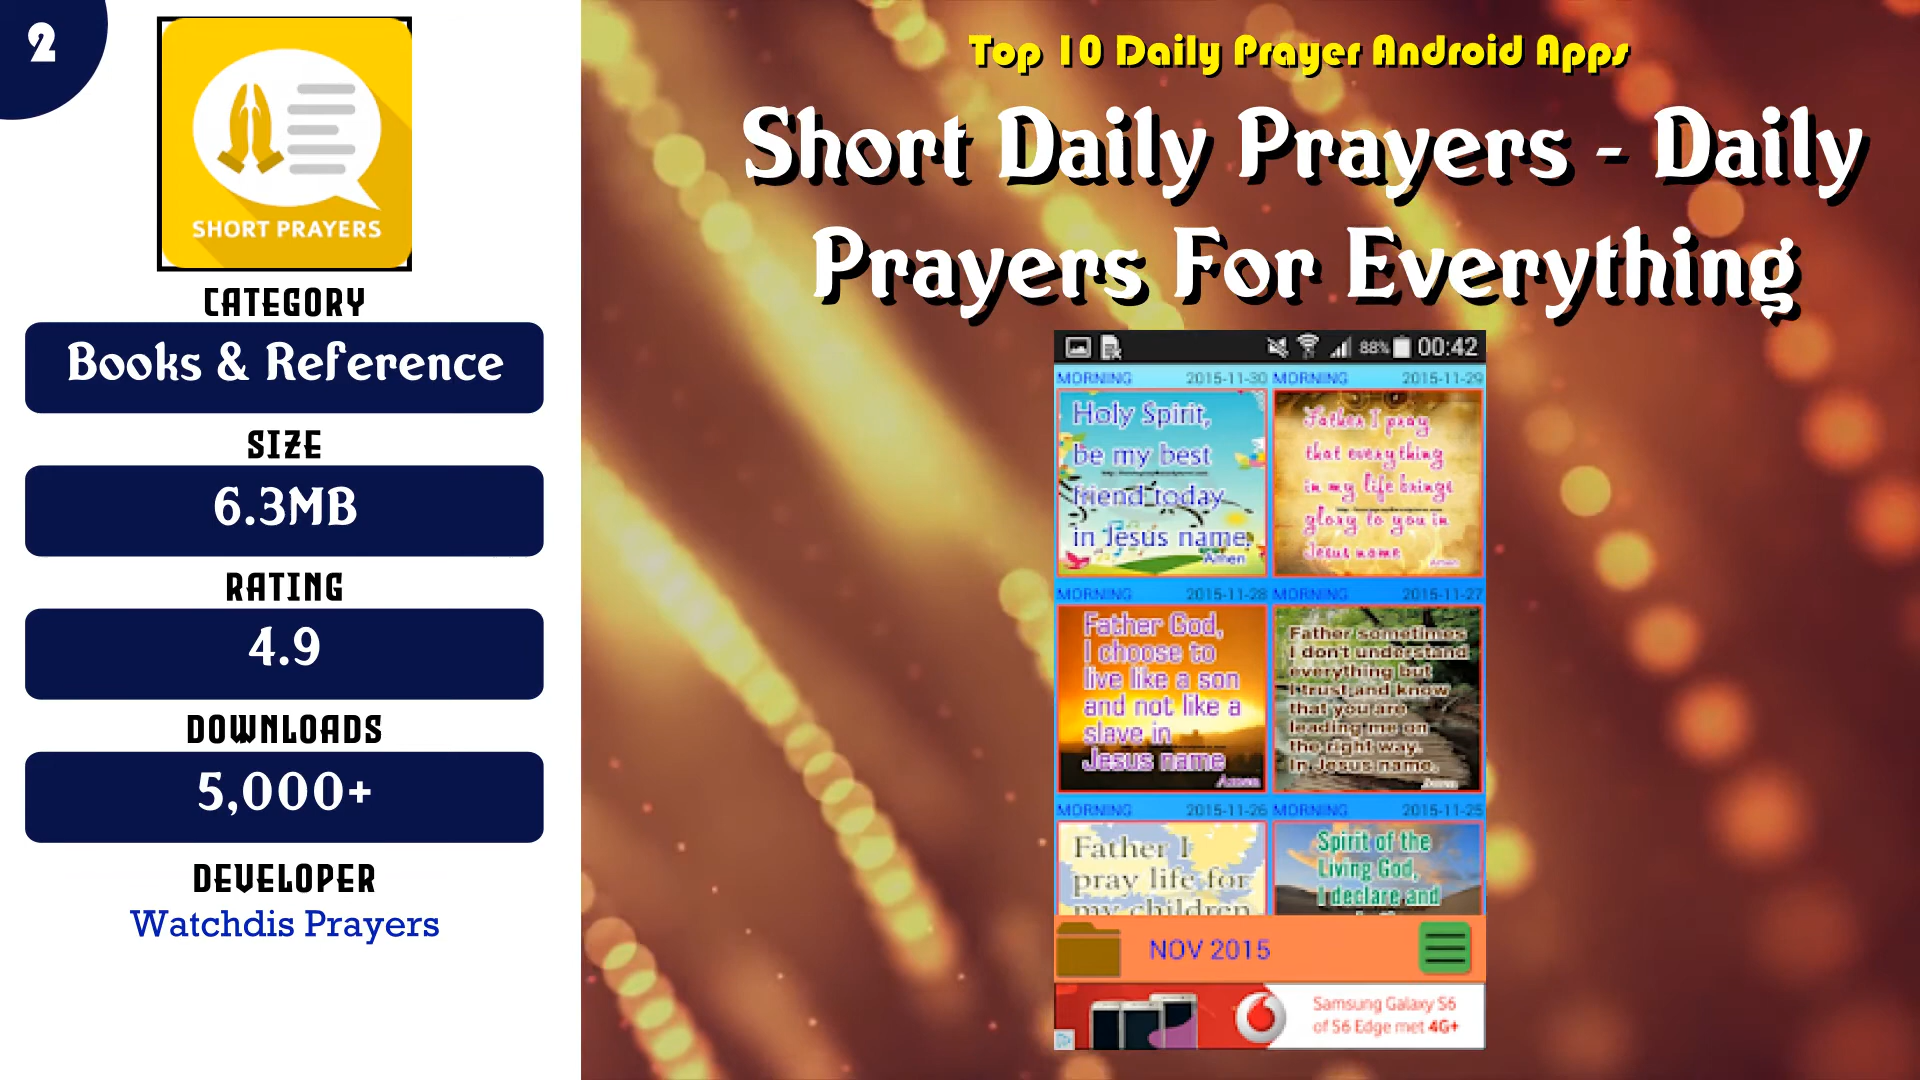 2
SHORT PRAYERS
CATEGORY
Books & Reference
SIZE
6.3MB
RATING
4.9
DOWNLOADS
5,000+
DEVELOPER
Watchdis Prayers
Top 10 Daily Prayer Android Apps
Short Daily Prayers - Daily
Prayers For Everything
88% 00:42
MORNING 2015-11-30
Holy Spirit,
be my best
friend today
in Jesus name.
Amen
MORNING 2015-11-29
Father I pray
that everything
in my life brings
glory to you in
Jesus name
Amen
MORNING 2015-11-28
Father God,
I choose to
live like a son
and not like a
slave in
Jesus name
Amen
MORNING 2015-11-27
Father sometimes
I don't understand
everything but
I trust and know
that you are
leading me on
the right way.
In Jesus name.
Amen
MORNING 2015-11-26
Father I
pray life for
my children
MORNING 2015-11-25
Spirit of the
Living God,
I declare and
NOV 2015
Samsung Galaxy S6
of S6 Edge met 4G+